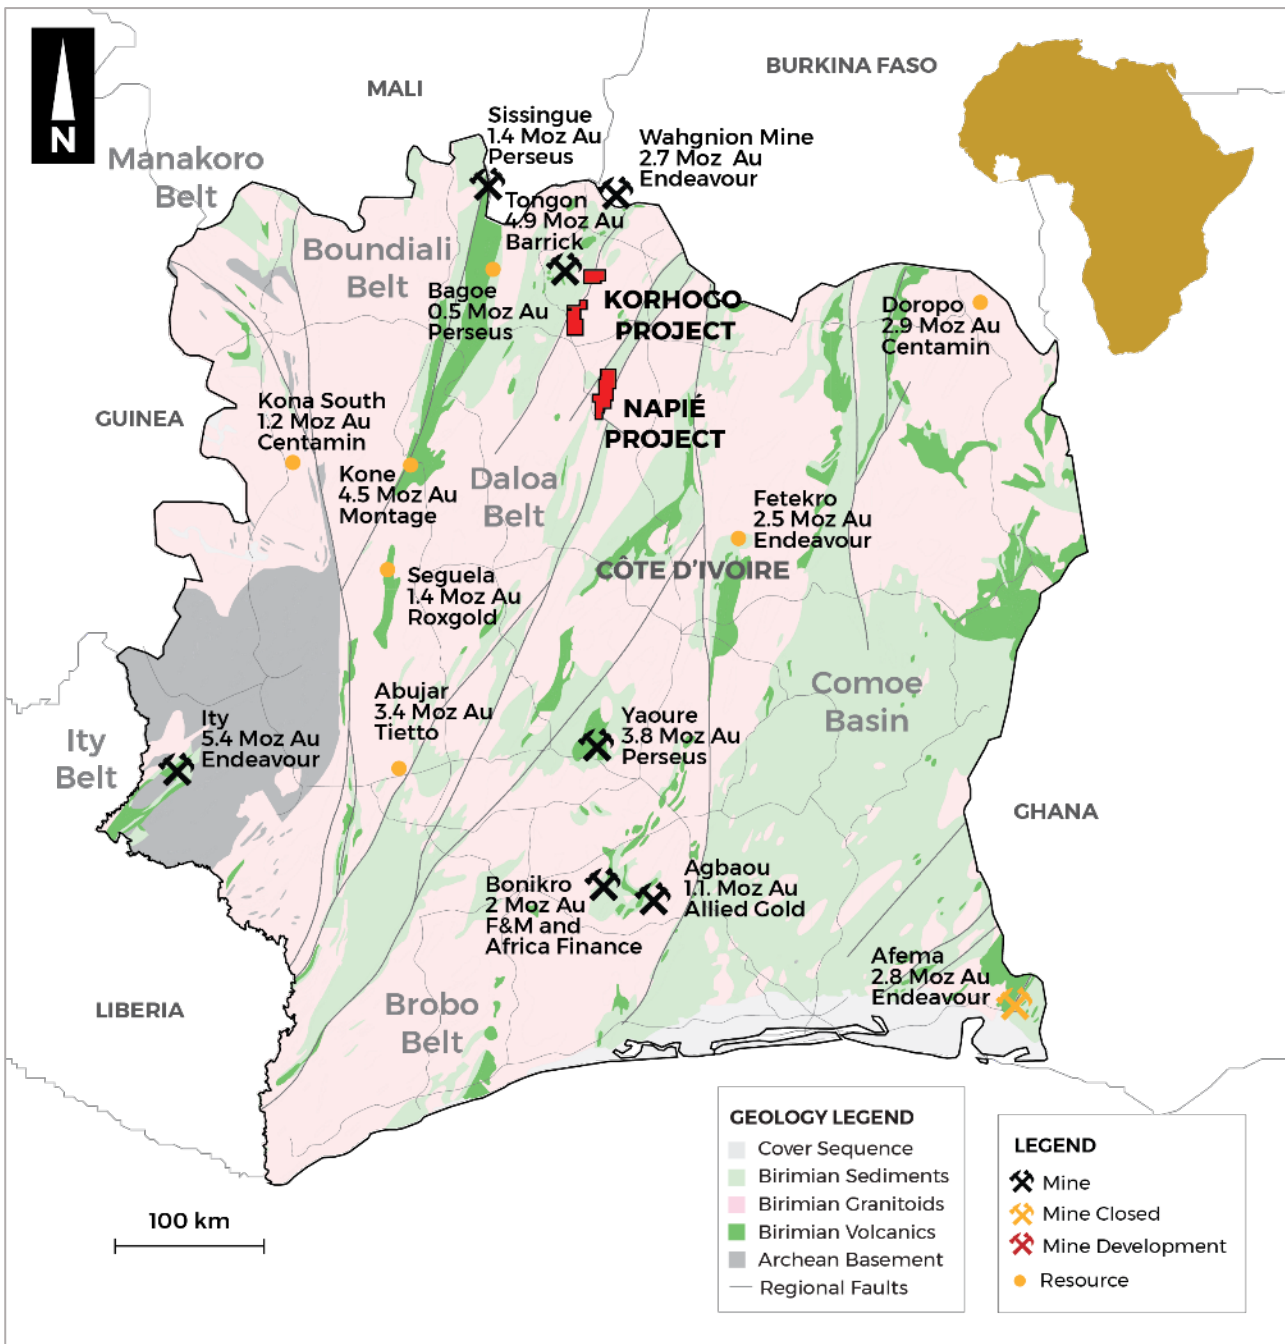 N
MALI
BURKINA FASO
Manakoro
Belt
Sissingue
1.4 Moz Au
Perseus
Wahgnion Mine
2.7 Moz Au
Endeavour
Tongon
4.9 Moz Au
Barrick
Boundiali
Belt
Bagoe
0.5 Moz Au
Perseus
KORHOGO
PROJECT
Doropo
2.9 Moz Au
Centamin
GUINEA
Kona South
1.2 Moz Au
Centamin
NAPIÉ
PROJECT
Kone
4.5 Moz Au
Montage
Daloa
Belt
Fetekro
2.5 Moz Au
Endeavour
CÔTE D'IVOIRE
Seguela
1.4 Moz Au
Roxgold
Comoe
Basin
Abujar
3.4 Moz Au
Tietto
Ity
5.4 Moz Au
Endeavour
Ity
Belt
Yaoure
3.8 Moz Au
Perseus
GHANA
Bonikro
2 Moz Au
F&M and
Africa Finance
Agbaou
1.1. Moz Au
Allied Gold
Afema
2.8 Moz Au
Endeavour
LIBERIA
Brobo
Belt
100 km
GEOLOGY LEGEND
Cover Sequence
Birimian Sediments
Birimian Granitoids
Birimian Volcanics
Archean Basement
Regional Faults
LEGEND
Mine
Mine Closed
Mine Development
Resource